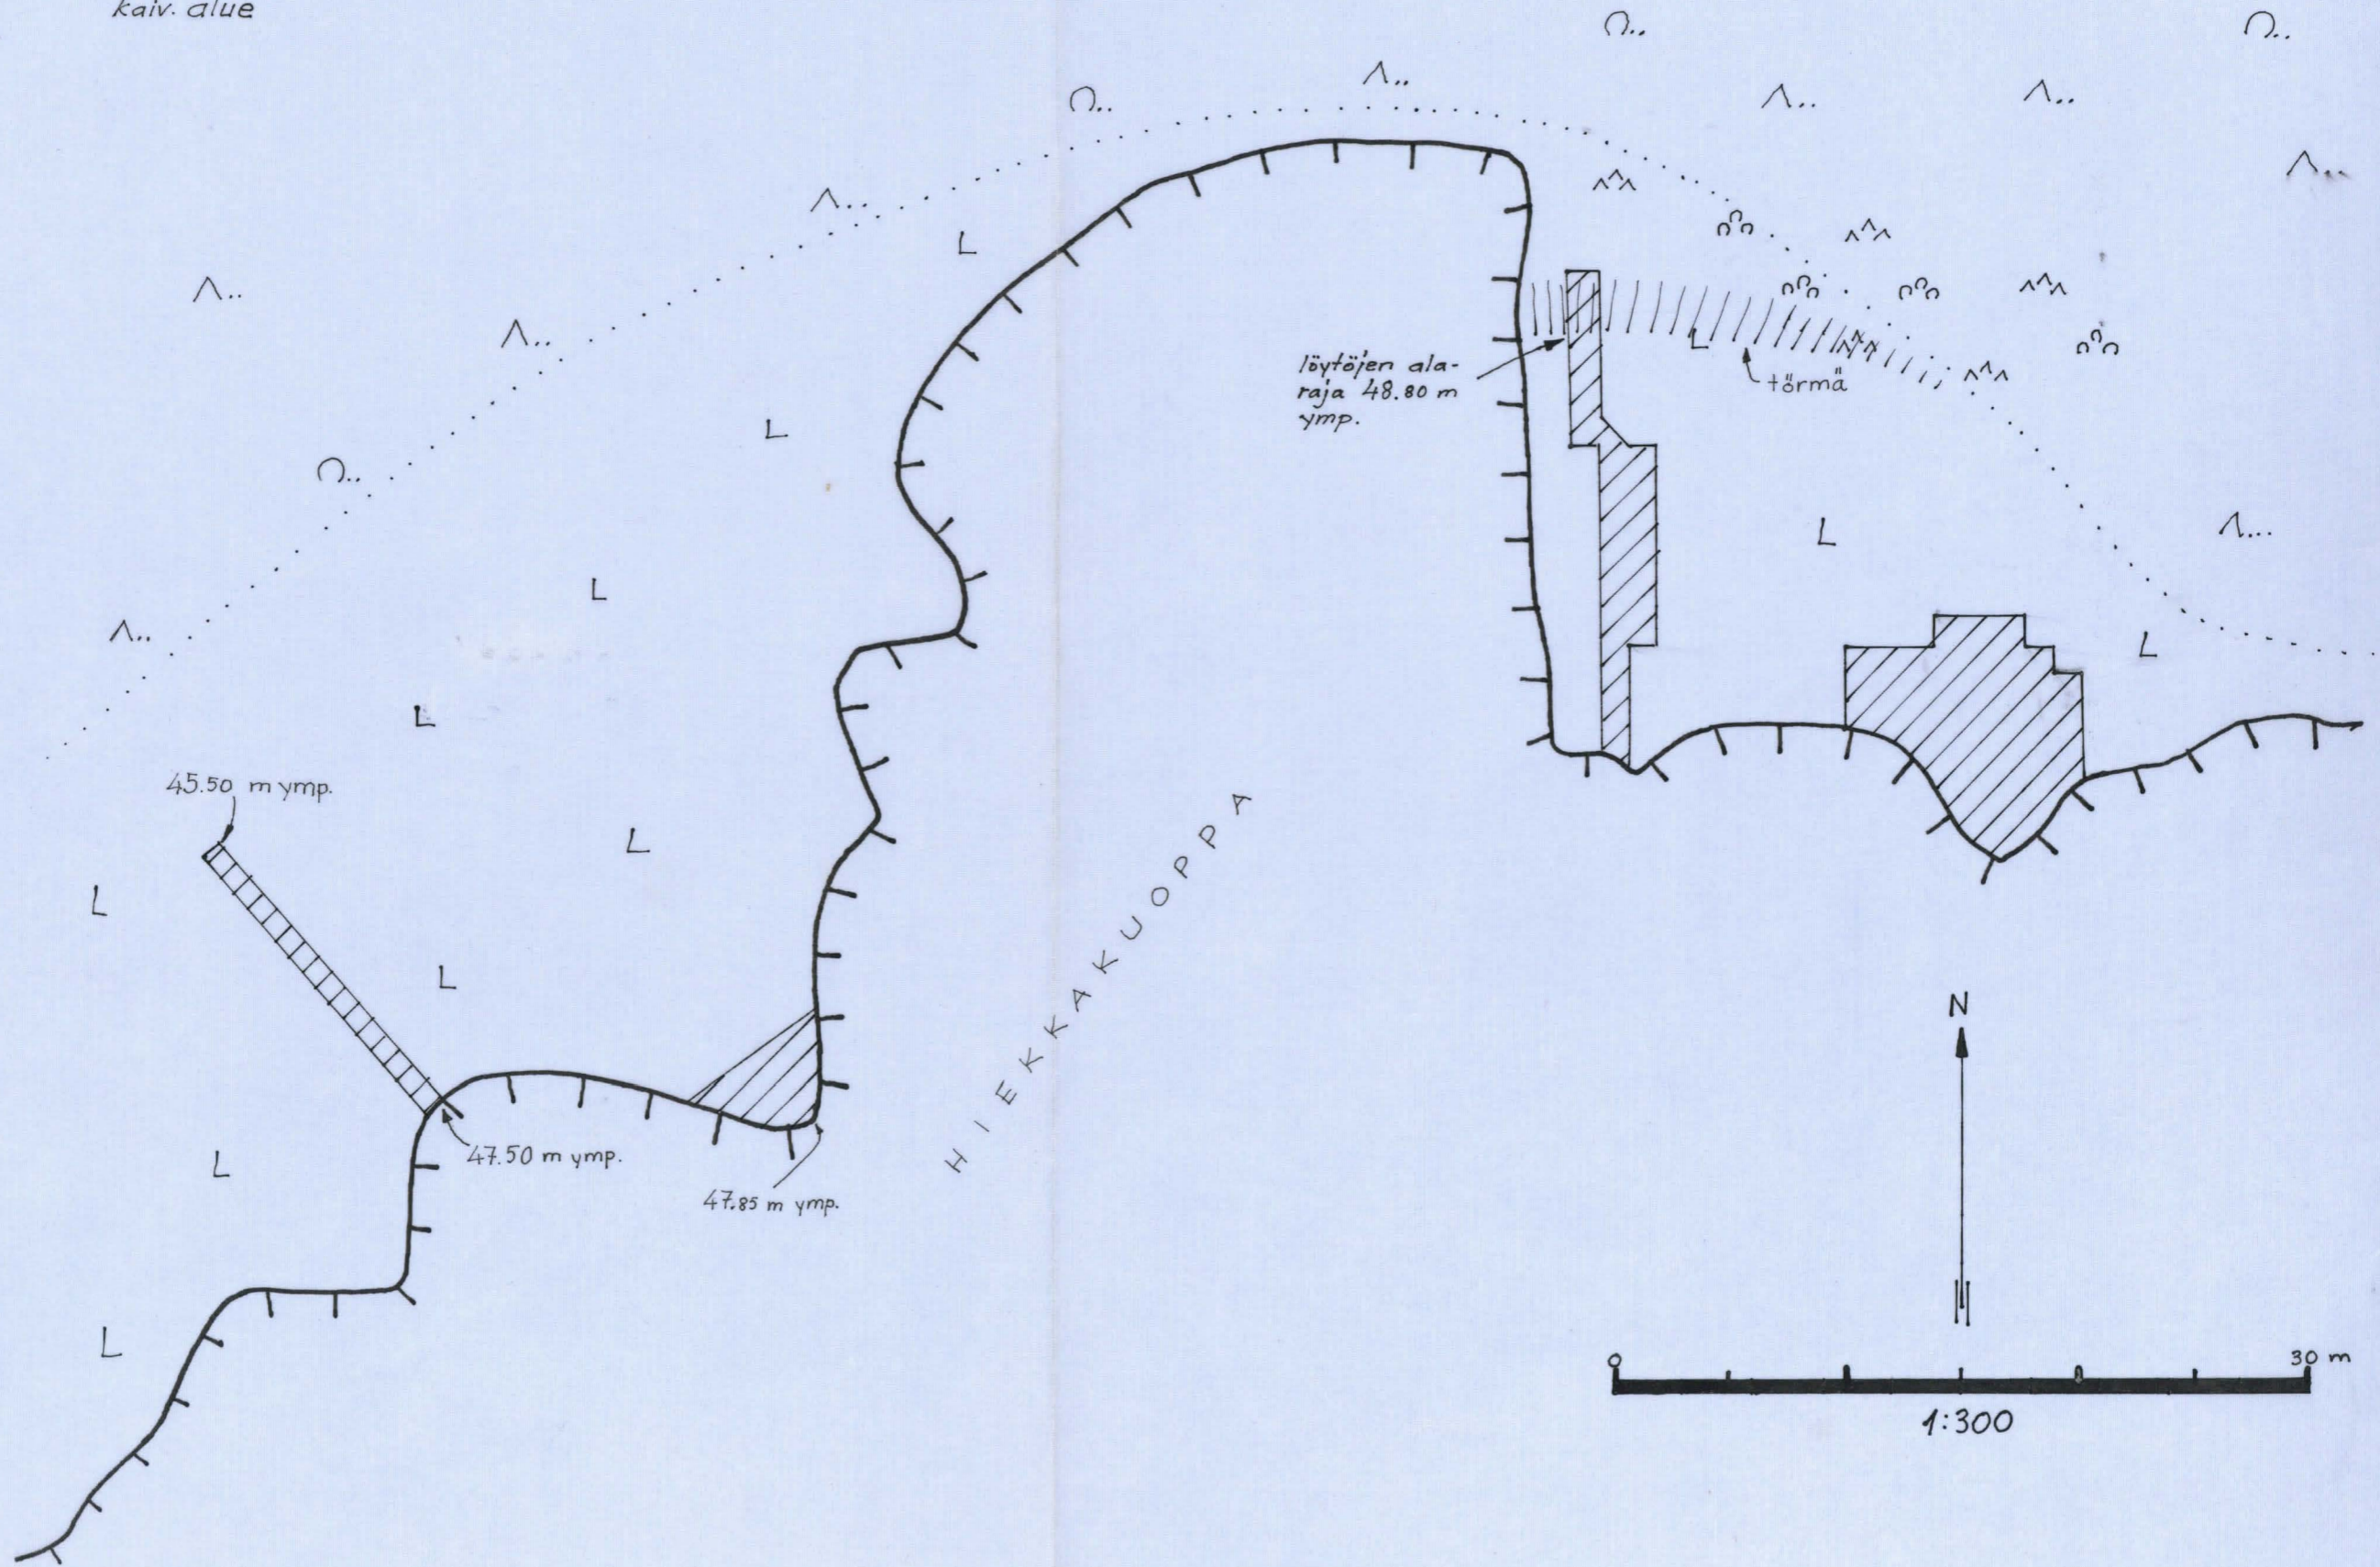 kaiv. alue
löytöjen ala-
raja 48.80 m
ymp.
törmä
45.50 m ymp.
47.50 m ymp.
47.85 m ymp.
HIEKKAKUOPPA
N
0 30 m
1:300